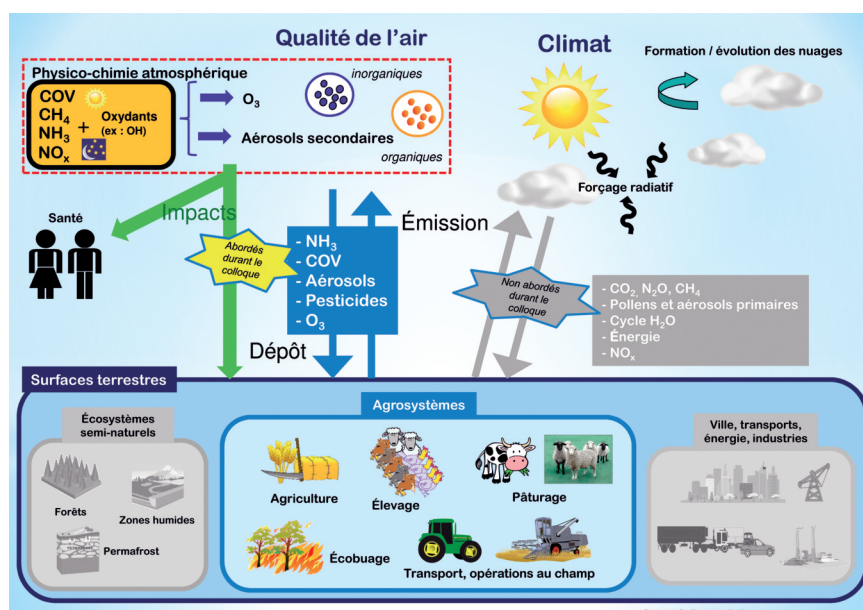 Qualité de l'air
Climat
Formation / évolution des nuages
Physico-chimie atmosphérique
COV
CH₄
NH₃
NOₓ
+
Oxydants
(ex : OH)
O₃
Aérosols secondaires
inorganiques
organiques
Forçage radiatif
Santé
Impacts
Émission
Abordés
durant le
colloque
- NH₃
- COV
- Aérosols
- Pesticides
- O₃
Non abordés
durant le
colloque
- CO₂, N₂O, CH₄
- Pollens et aérosols primaires
- Cycle H₂O
- Énergie
- NOₓ
Dépôt
Surfaces terrestres
Écosystèmes
semi-naturels
Forêts
Zones humides
Permafrost
Agrosystèmes
Agriculture
Élevage
Pâturage
Écobuage
Transport, opérations au champ
Ville, transports,
énergie, industries